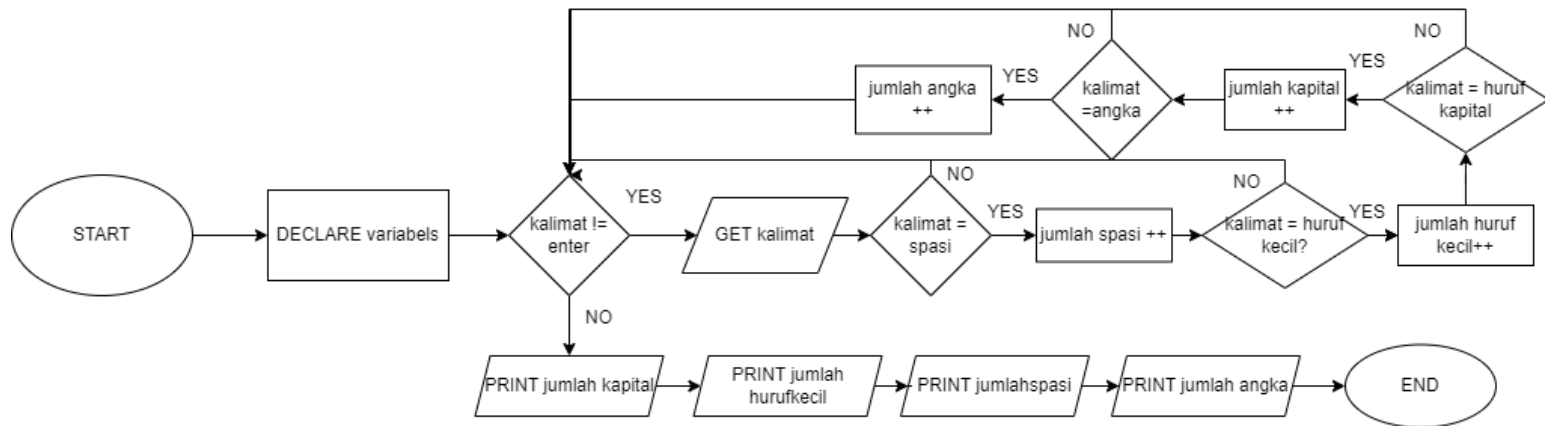 NO
NO
YES
YES
jumlah angka
++
kalimat
=angka
jumlah kapital
++
kalimat = huruf
kapital
START
DECLARE variabels
kalimat !=
enter
YES
GET kalimat
NO
kalimat =
spasi
YES
jumlah spasi ++
NO
kalimat = huruf
kecil?
YES
jumlah huruf
kecil++
NO
PRINT jumlah kapital
PRINT jumlah
hurufkecil
PRINT jumlahspasi
PRINT jumlah angka
END